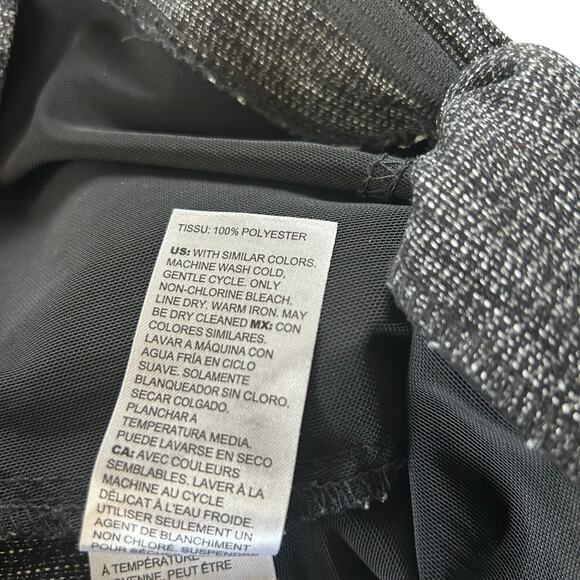 TISSU: 100% POLYESTER
US: WITH SIMILAR COLORS.
MACHINE WASH COLD,
GENTLE CYCLE. ONLY
NON-CHLORINE BLEACH.
LINE DRY. WARM IRON. MAY
BE DRY CLEANED MX: CON
COLORES SIMILARES.
LAVAR A MÁQUINA CON
AGUA FRÍA EN CICLO
SUAVE. SOLAMENTE
BLANQUEADOR SIN CLORO.
SECAR COLGADO.
PLANCHAR A
TEMPERATURA MEDIA.
PUEDE LAVARSE EN SECO
CA: AVEC COULEURS
SEMBLABLES. LAVER À LA
MACHINE AU CYCLE
DÉLICAT À L'EAU FROIDE.
UTILISER SEULEMENT UN
AGENT DE BLANCHIMENT
NON CHLORÉ. SUSPENDRE
À TEMPÉRATURE
MOYENNE. PEUT ÊTRE